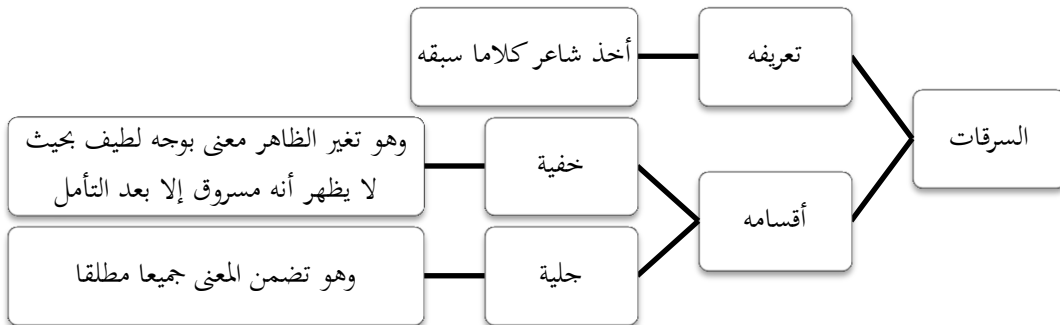 السرقات
تعريفه
أخذ شاعر كلاما سبقه
أقسامه
خفية
وهو تغير الظاهر معنى بوجه لطيف بحيث
لا يظهر أنه مسروق إلا بعد التأمل
جلية
وهو تضمن المعنى جميعا مطلقا